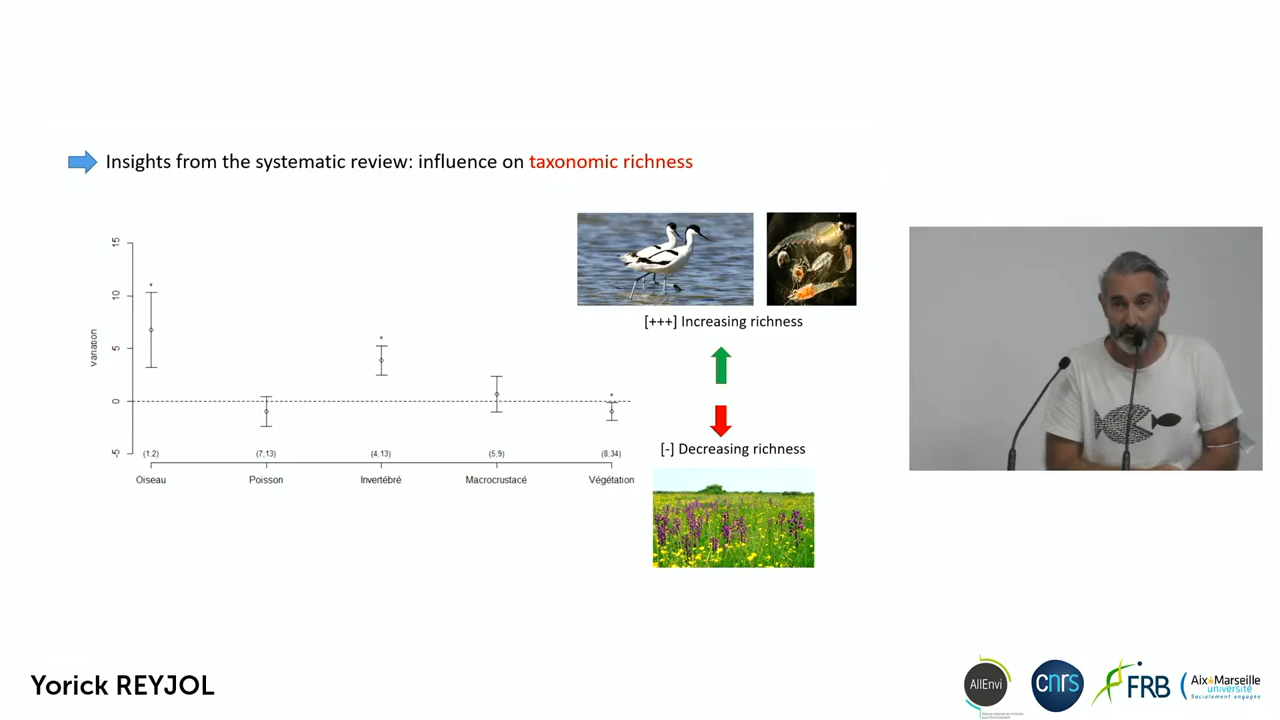 Insights from the systematic review: influence on taxonomic richness
15
10
5
0
-5
Variation
*
*
*
(1;2)
(7;13)
(4;13)
(5,9)
(8,34)
Oiseau
Poisson
Invertébré
Macrocrustacé
Végétation
[+++] Increasing richness
[-] Decreasing richness
Yorick REYJOL
AllEnvi
cnrs
FRB
Aix Marseille
université
Socialement engagée